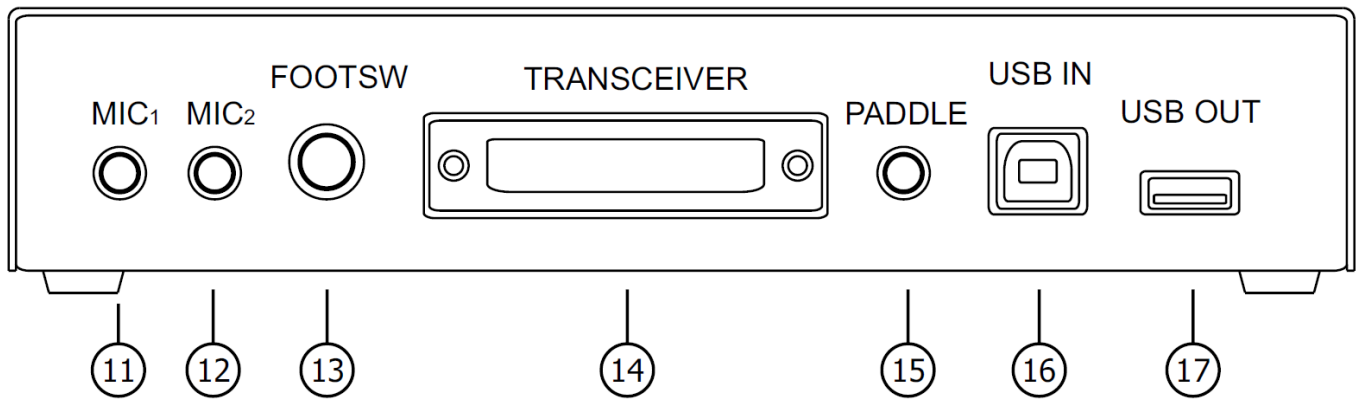 FOOTSW TRANSCEIVER USB IN
MIC1 MIC2 PADDLE USB OUT
11 12 13 14 15 16 17